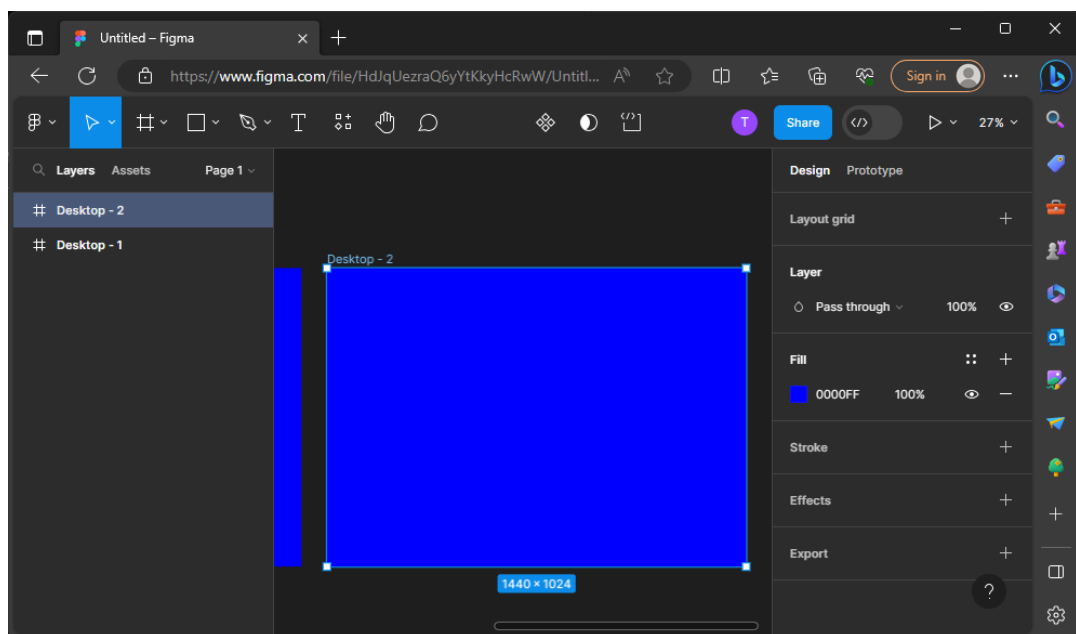 Untitled – Figma
https://www.figma.com/file/HdJqUezraQ6yYtKkyHcRwW/Untitl...
Sign in
T
Share
27%
Layers Assets Page 1
Design Prototype
Desktop - 2
Desktop - 1
Layout grid
Desktop - 2
Layer
Pass through 100%
Fill
0000FF 100%
Stroke
Effects
Export
1440 × 1024
?